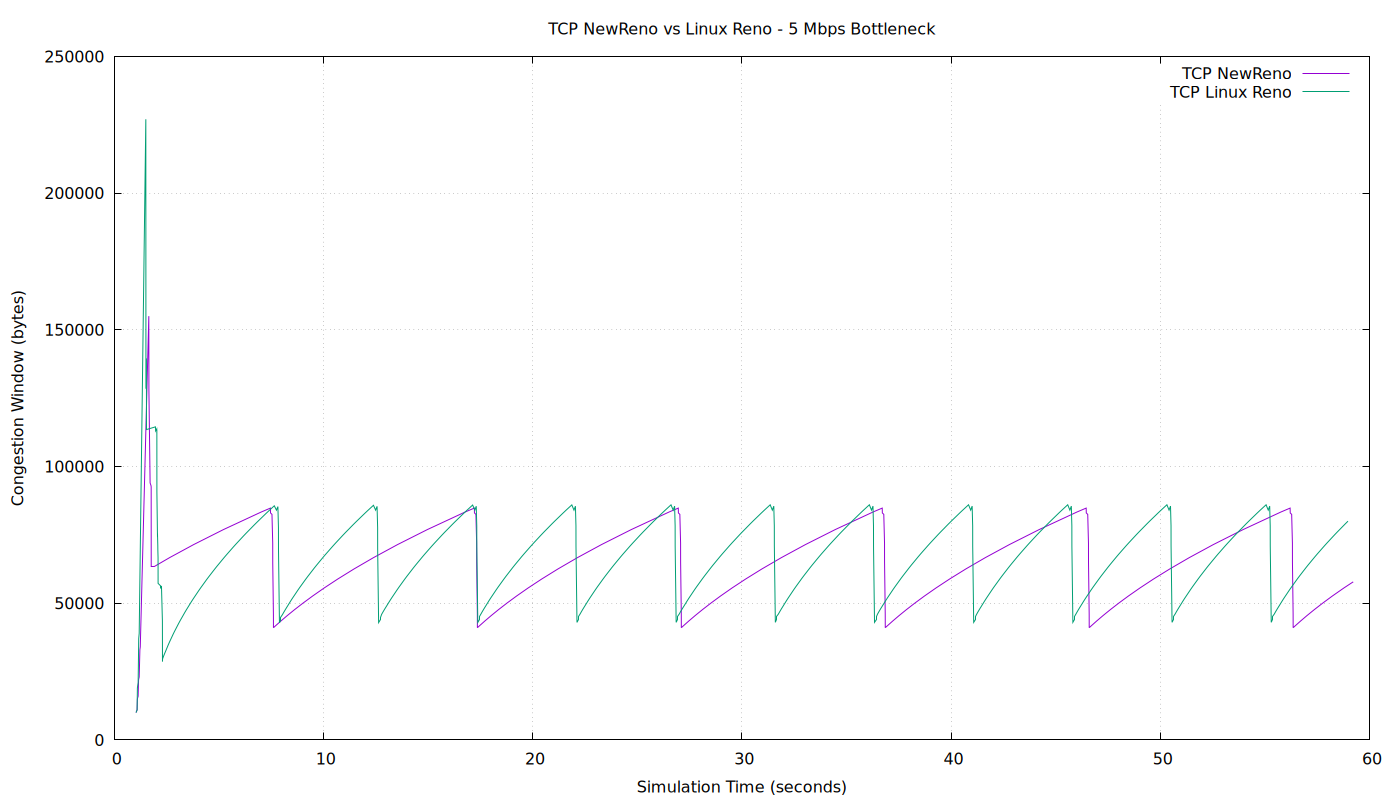 TCP NewReno vs Linux Reno - 5 Mbps Bottleneck
TCP NewReno
TCP Linux Reno
250000
200000
150000
100000
50000
0
Congestion Window (bytes)
0 10 20 30 40 50 60
Simulation Time (seconds)